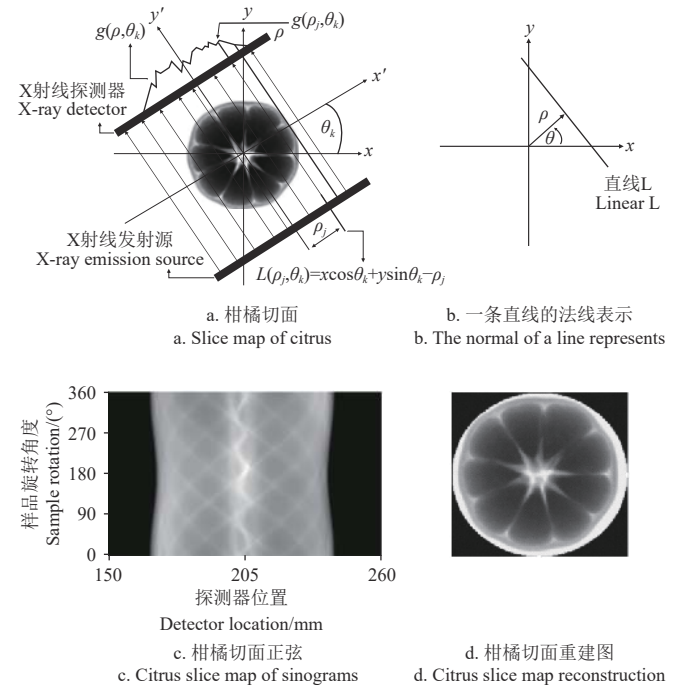 y′
y
g(ρ,θk)
g(ρj,θk)
ρ
X射线探测器
X-ray detector
x′
θk
x
X射线发射源
X-ray emission source
ρj
L(ρj,θk)=xcosθk+ysinθk−ρj
y
ρ
θ
x
直线L
Linear L
a. 柑橘切面
a. Slice map of citrus
b. 一条直线的法线表示
b. The normal of a line represents
样品旋转角度
Sample rotation/(°)
360
270
180
90
0
150
205
260
探测器位置
Detector location/mm
c. 柑橘切面正弦
c. Citrus slice map of sinograms
d. 柑橘切面重建图
d. Citrus slice map reconstruction